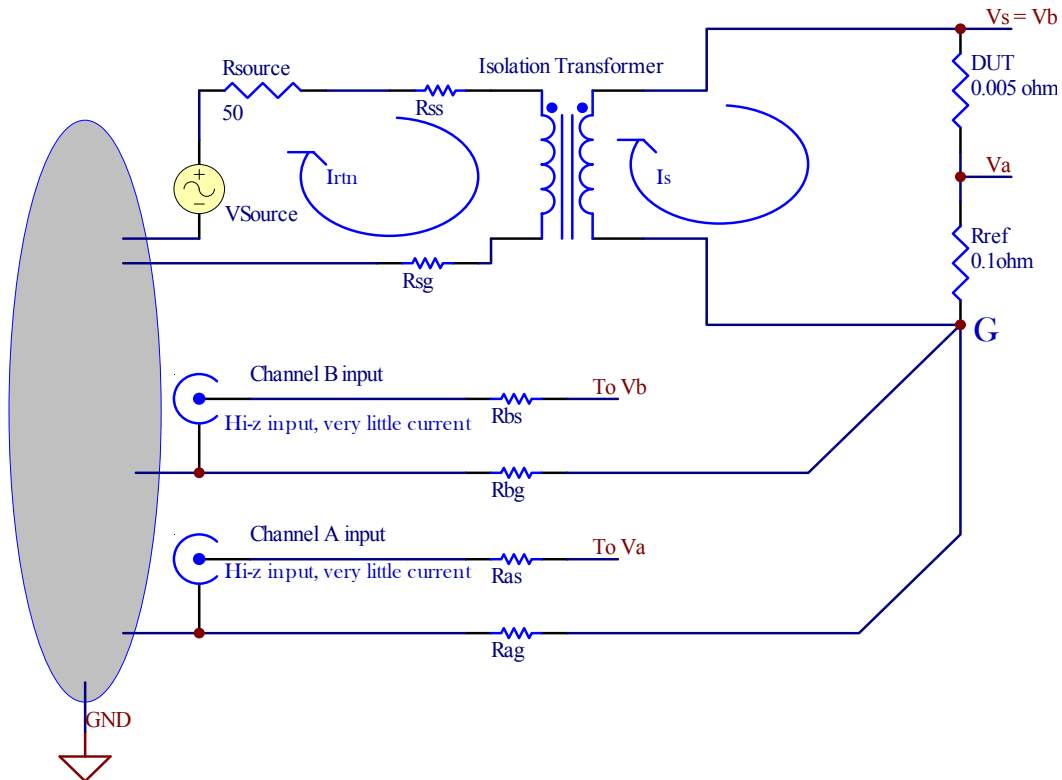 Vs = Vb
Rsource
50
Isolation Transformer
DUT
0.005 ohm
Rss
Irtn
Is
Va
VSource
Rsg
Rref
0.1ohm
G
Channel B input
To Vb
Hi-z input, very little current
Rbs
Rbg
Channel A input
To Va
Hi-z input, very little current
Ras
Rag
GND